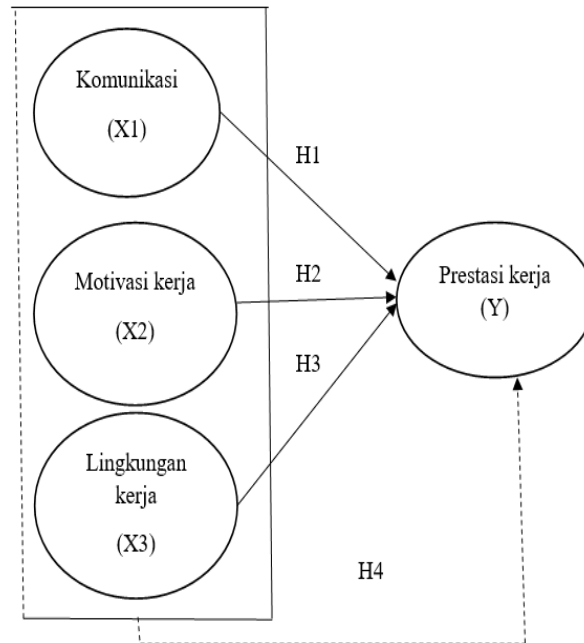 Komunikasi
(X1)
H1
Motivasi kerja
(X2)
H2
Prestasi kerja
(Y)
H3
Lingkungan
kerja
(X3)
H4